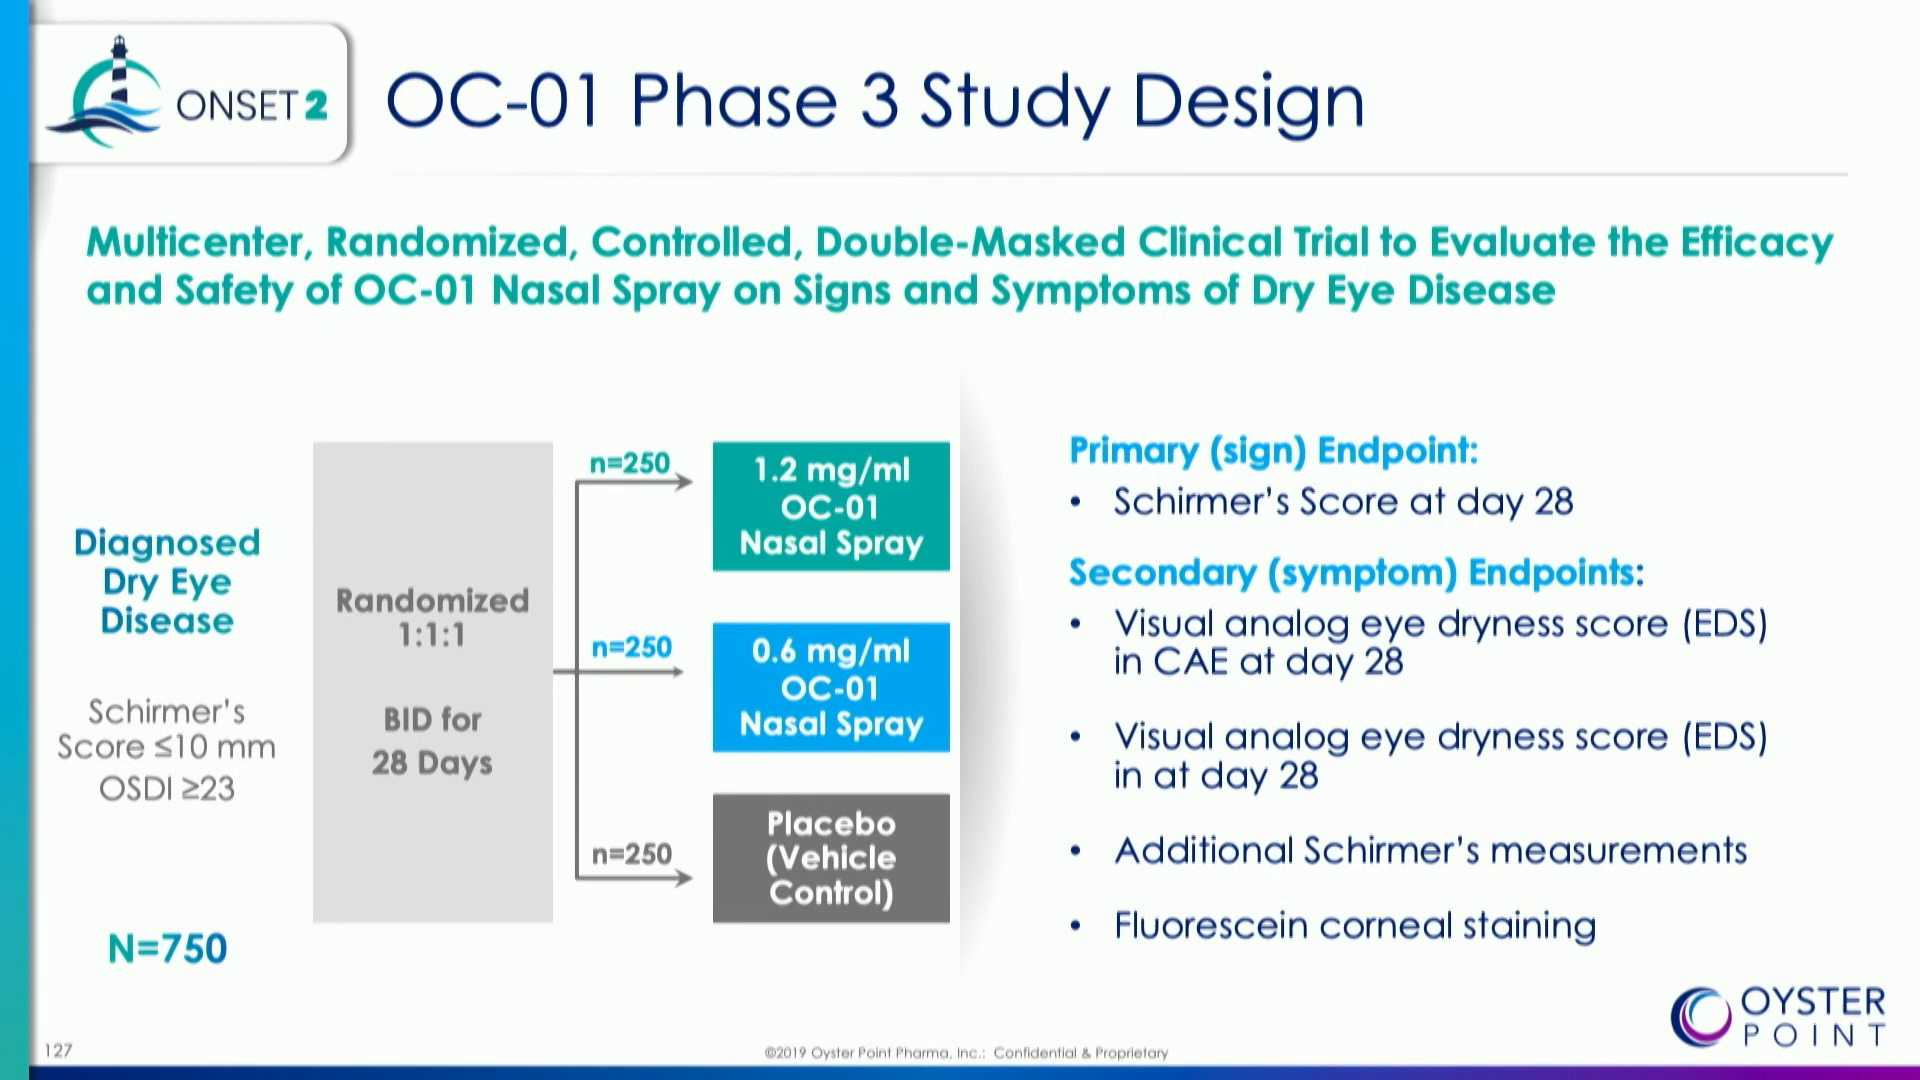 ONSET 2
OC-01 Phase 3 Study Design
Multicenter, Randomized, Controlled, Double-Masked Clinical Trial to Evaluate the Efficacy
and Safety of OC-01 Nasal Spray on Signs and Symptoms of Dry Eye Disease
Diagnosed
Dry Eye
Disease
Schirmer's
Score ≤10 mm
OSDI ≥23
N=750
Randomized
1:1:1
BID for
28 Days
n=250
1.2 mg/ml
OC-01
Nasal Spray
n=250
0.6 mg/ml
OC-01
Nasal Spray
n=250
Placebo
(Vehicle
Control)
Primary (sign) Endpoint:
• Schirmer's Score at day 28
Secondary (symptom) Endpoints:
• Visual analog eye dryness score (EDS)
in CAE at day 28
• Visual analog eye dryness score (EDS)
in at day 28
• Additional Schirmer's measurements
• Fluorescein corneal staining
OYSTER
POINT
127
©2019 Oyster Point Pharma, Inc.: Confidential & Proprietary